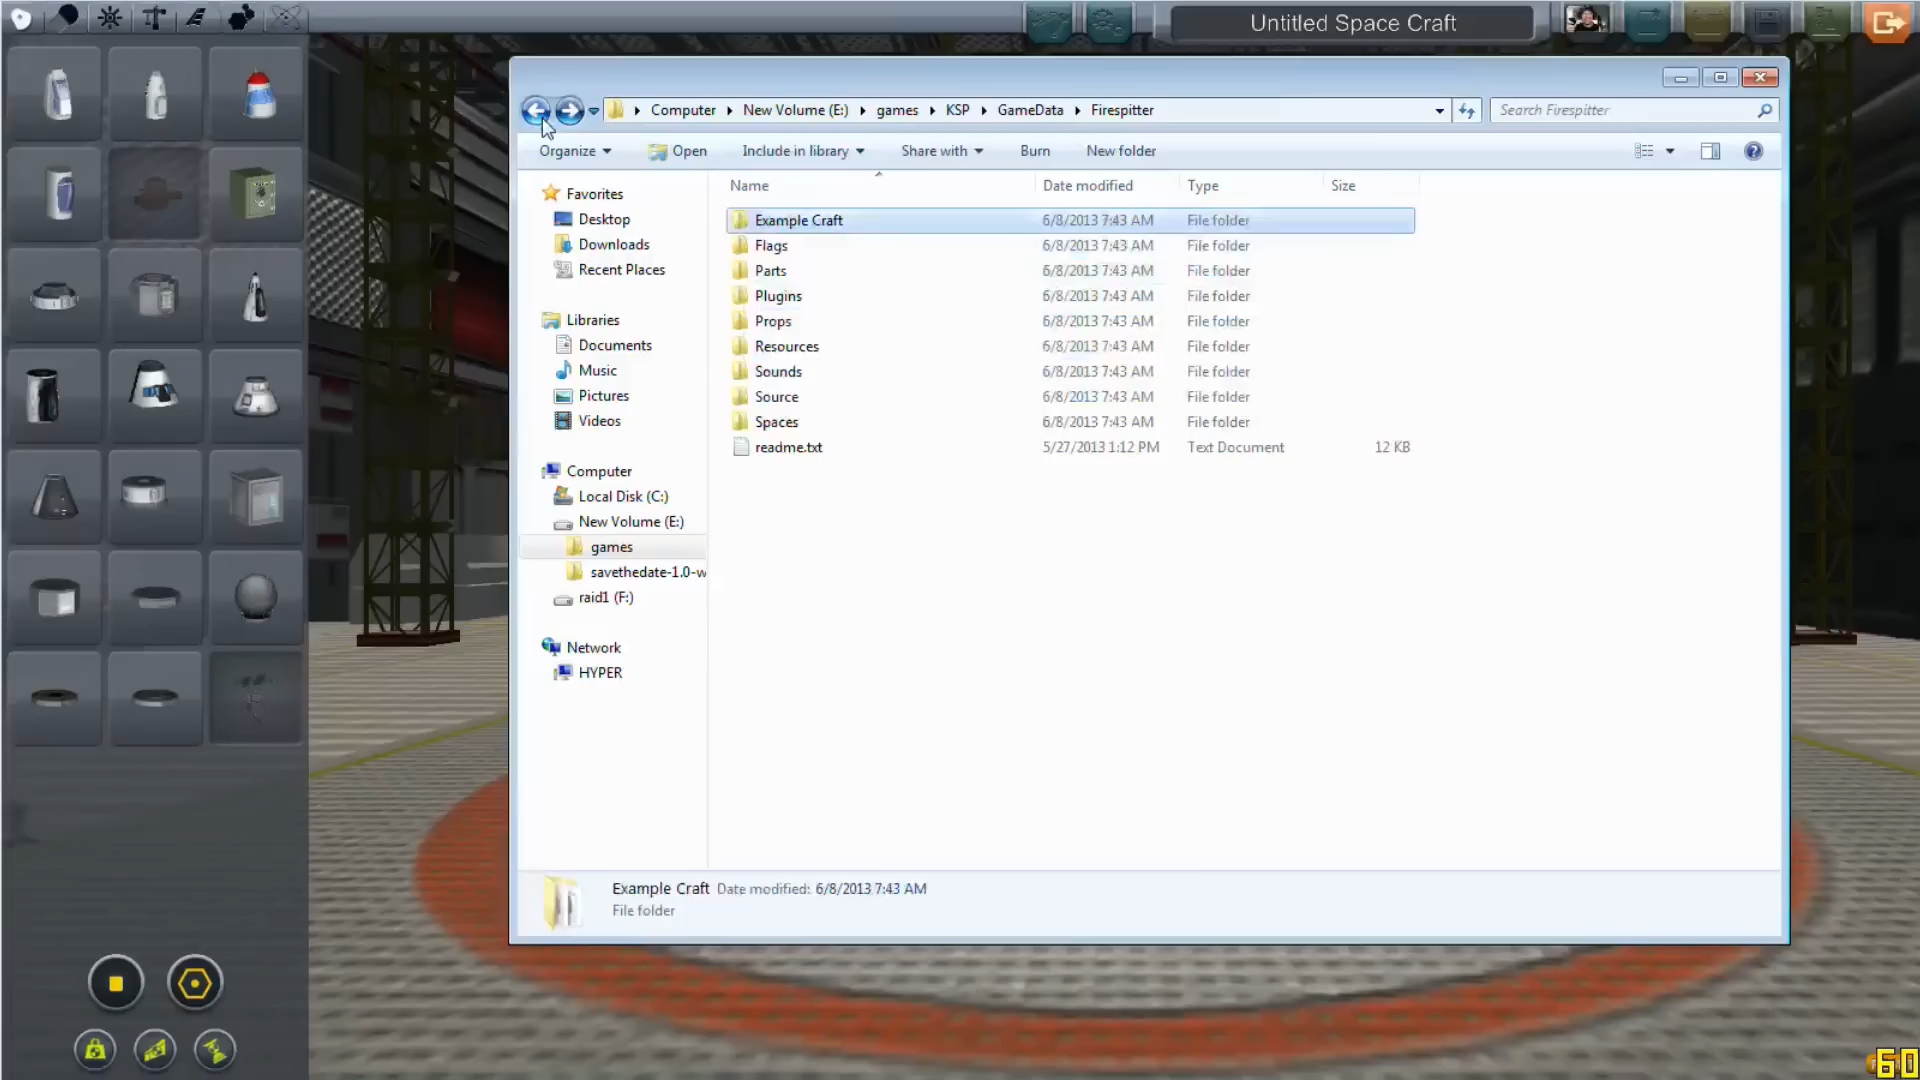 Untitled Space Craft
Computer New Volume (E:) games KSP GameData Firespitter
Search Firespitter
Organize Open Include in library Share with Burn New folder
Name Date modified Type Size
Favorites
Desktop
Downloads
Recent Places
Libraries
Documents
Music
Pictures
Videos
Computer
Local Disk (C:)
New Volume (E:)
games
savethedate-1.0-w
raid1 (F:)
Network
HYPER
Example Craft 6/8/2013 7:43 AM File folder
Flags 6/8/2013 7:43 AM File folder
Parts 6/8/2013 7:43 AM File folder
Plugins 6/8/2013 7:43 AM File folder
Props 6/8/2013 7:43 AM File folder
Resources 6/8/2013 7:43 AM File folder
Sounds 6/8/2013 7:43 AM File folder
Source 6/8/2013 7:43 AM File folder
Spaces 6/8/2013 7:43 AM File folder
readme.txt 5/27/2013 1:12 PM Text Document 12 KB
Example Craft Date modified: 6/8/2013 7:43 AM
File folder
60